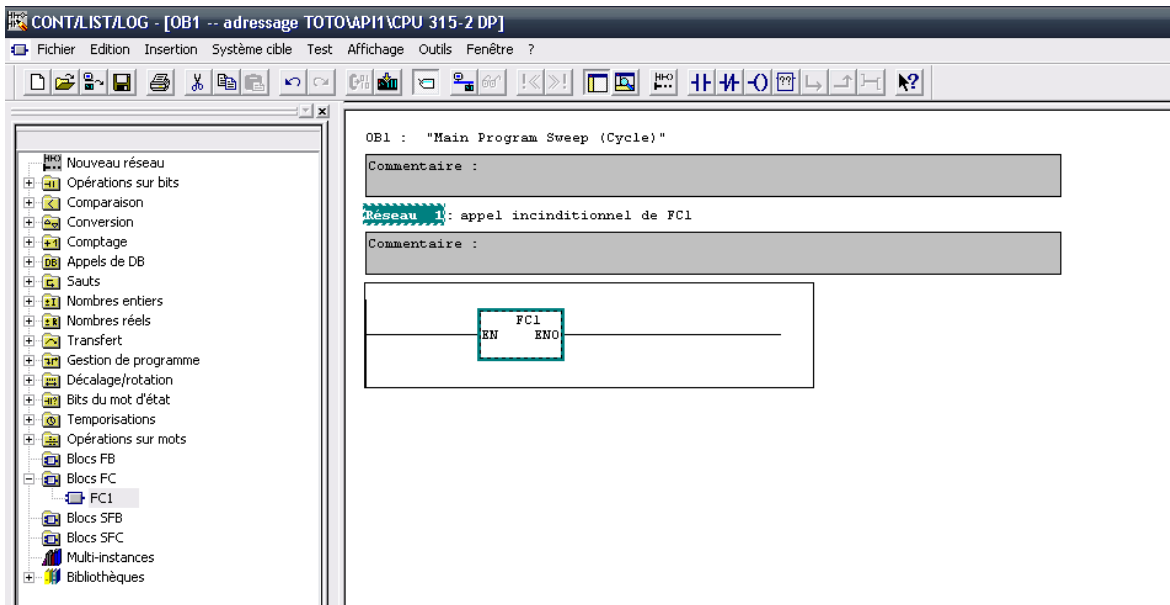 CONT/LIST/LOG - [OB1 -- adressage TOTO\API1\CPU 315-2 DP]
Fichier Edition Insertion Système cible Test Affichage Outils Fenêtre ?
Nouveau réseau
Opérations sur bits
Comparaison
Conversion
Comptage
Appels de DB
Sauts
Nombres entiers
Nombres réels
Transfert
Gestion de programme
Décalage/rotation
Bits du mot d'état
Temporisations
Opérations sur mots
Blocs FB
Blocs FC
FC1
Blocs SFB
Blocs SFC
Multi-instances
Bibliothèques
OB1 : "Main Program Sweep (Cycle)"
Commentaire :
Réseau 1: appel incinditionnel de FC1
Commentaire :
FC1
EN ENO